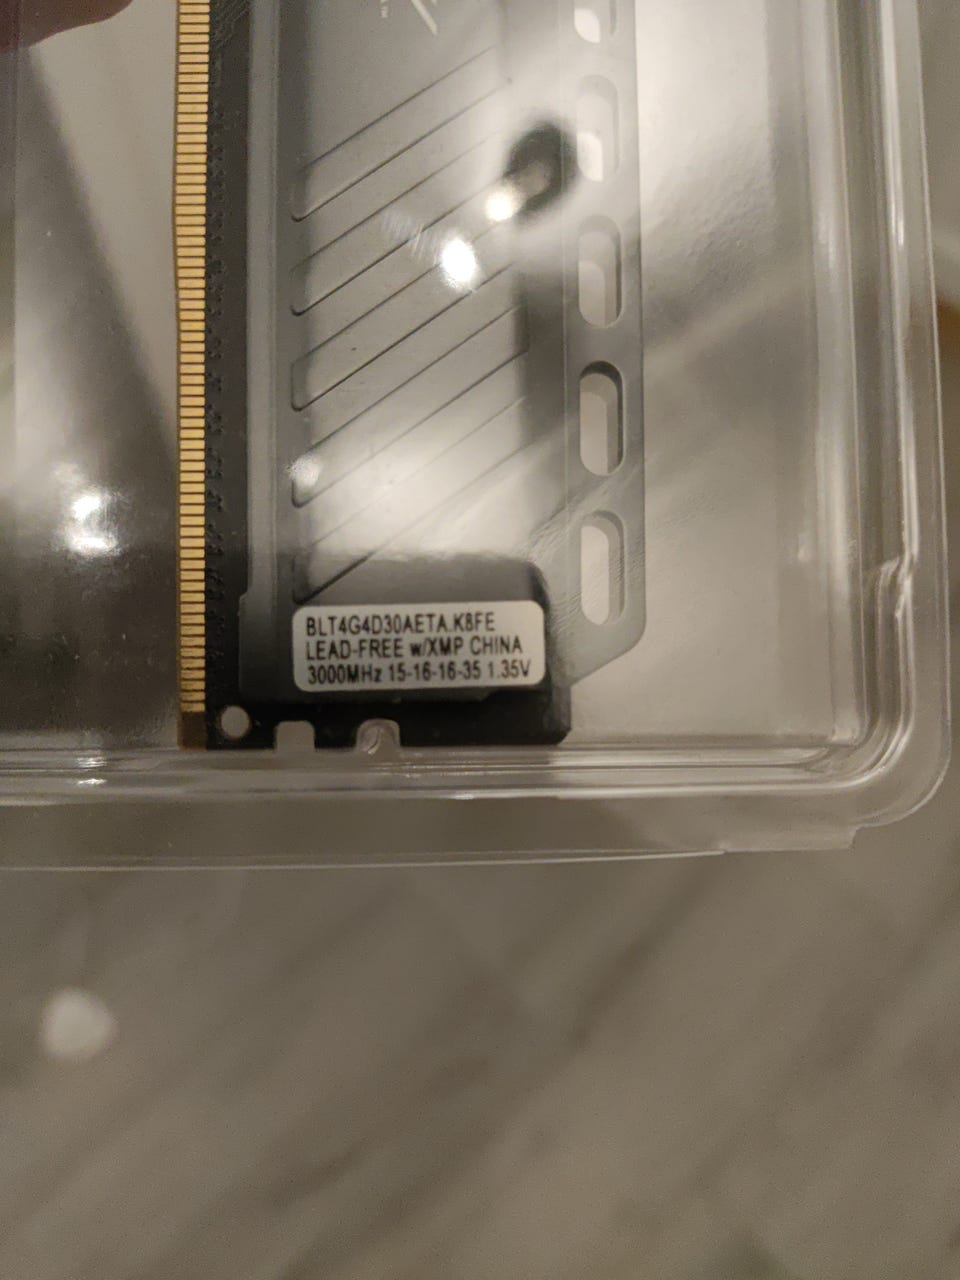 BLT4G4D30AETA.K8FE
LEAD-FREE w/XMP CHINA
3000MHz 15-16-16-35 1.35V